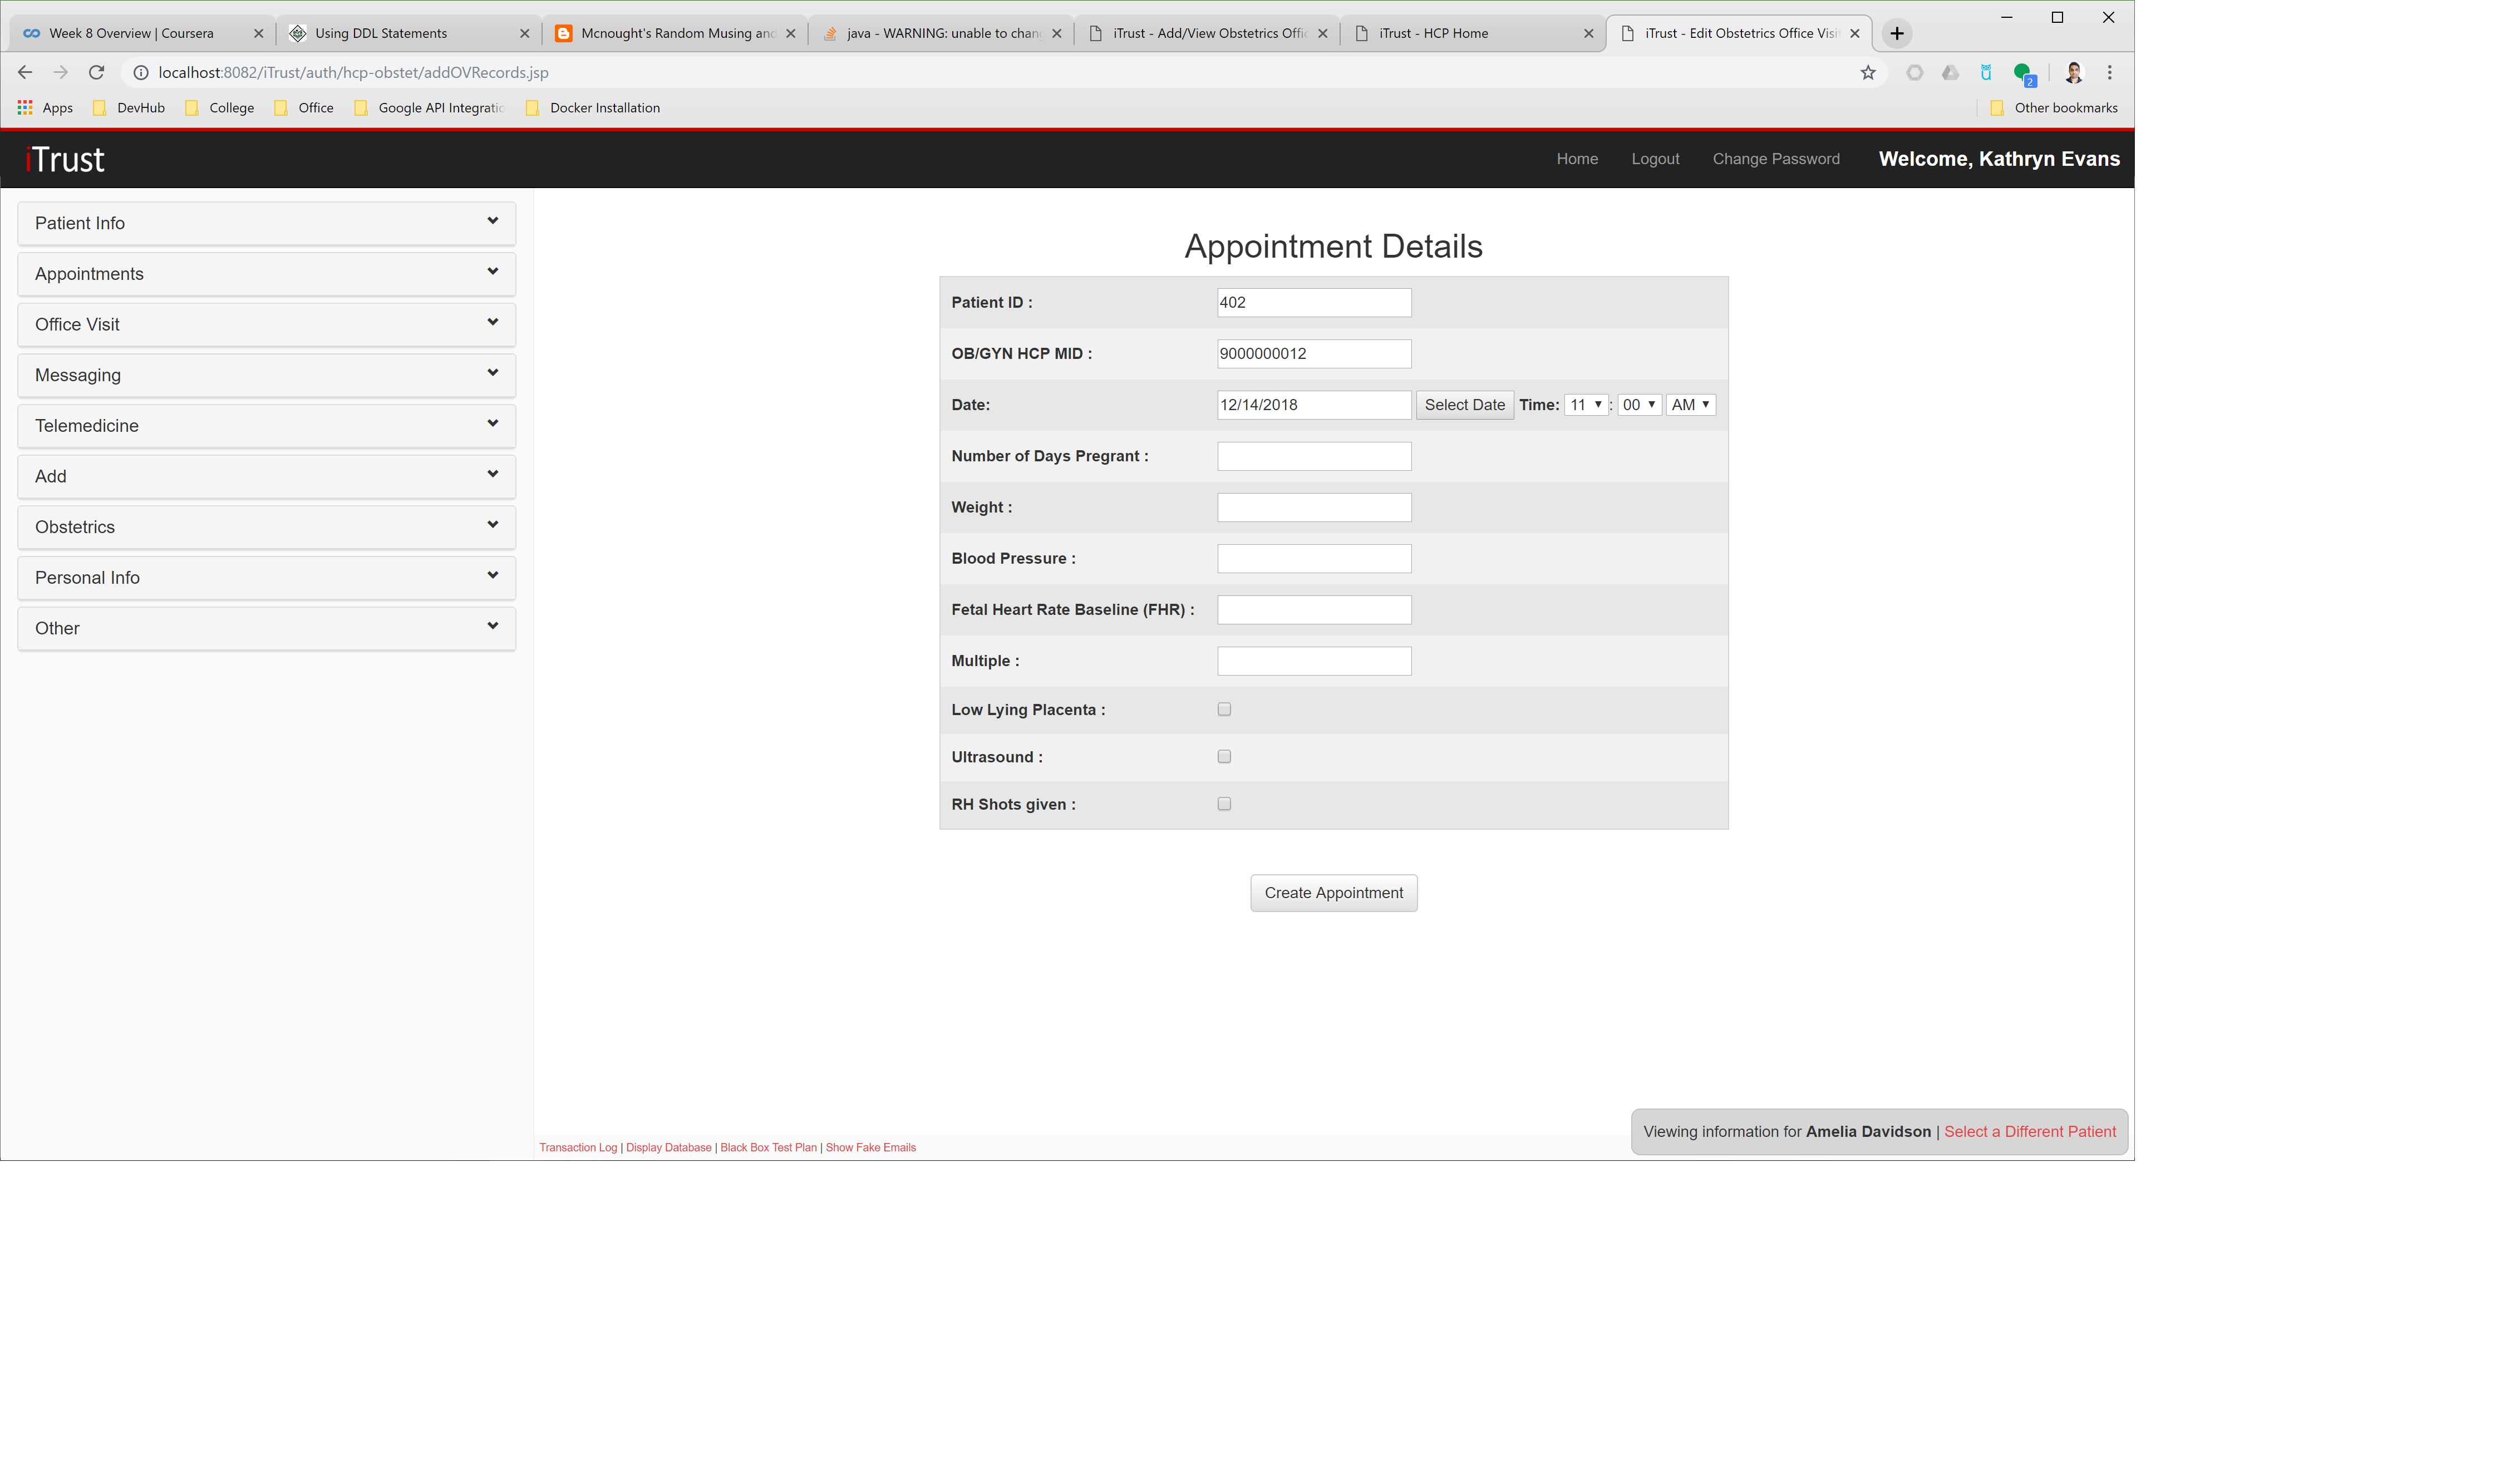 Week 8 Overview | Coursera
Using DDL Statements
Mcnought's Random Musing and
java - WARNING: unable to chan
iTrust - Add/View Obstetrics Offic
iTrust - HCP Home
iTrust - Edit Obstetrics Office Visit
localhost:8082/iTrust/auth/hcp-obstet/addOVRecords.jsp
2
Apps DevHub College Office Google API Integratio Docker Installation Other bookmarks
iTrust
Home Logout Change Password Welcome, Kathryn Evans
Patient Info
Appointments
Office Visit
Messaging
Telemedicine
Add
Obstetrics
Personal Info
Other
Appointment Details
Patient ID : 402
OB/GYN HCP MID : 9000000012
Date: 12/14/2018 Select Date Time: 11 : 00 AM
Number of Days Pregrant :
Weight :
Blood Pressure :
Fetal Heart Rate Baseline (FHR) :
Multiple :
Low Lying Placenta :
Ultrasound :
RH Shots given :
Create Appointment
Viewing information for Amelia Davidson | Select a Different Patient
Transaction Log | Display Database | Black Box Test Plan | Show Fake Emails